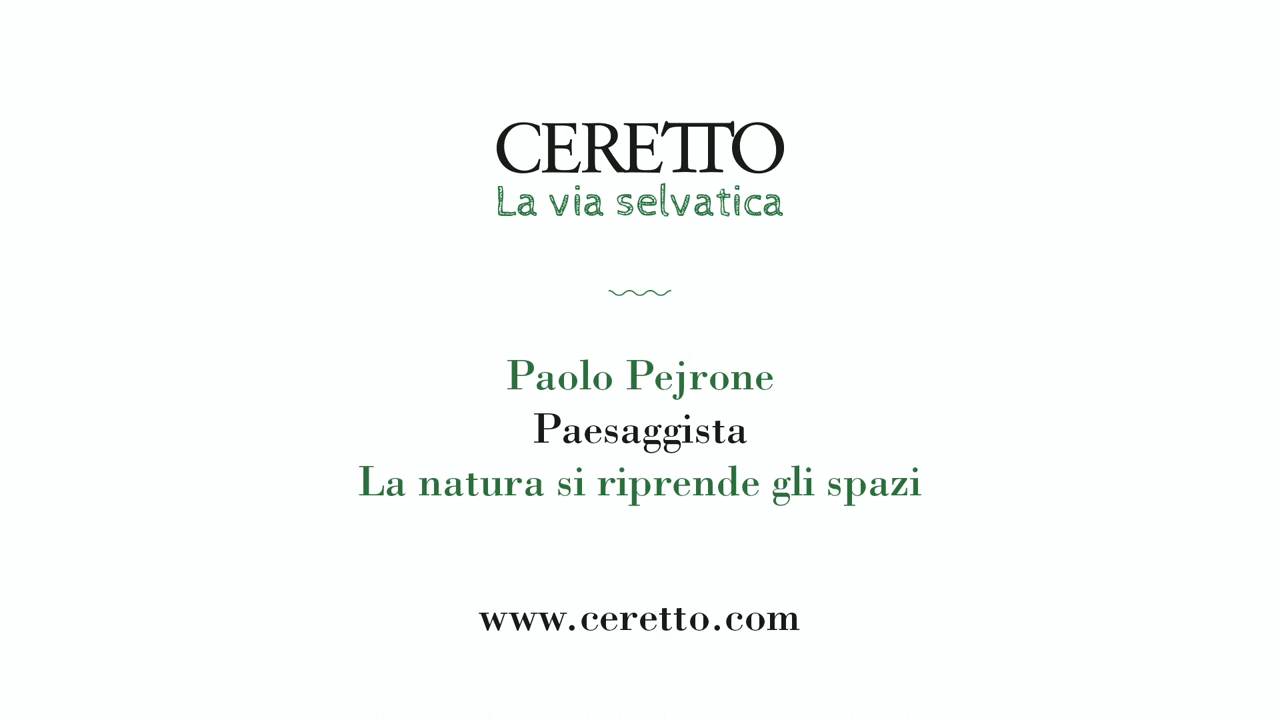 CERETTO
La via selvatica
Paolo Pejrone
Paesaggista
La natura si riprende gli spazi
www.ceretto.com